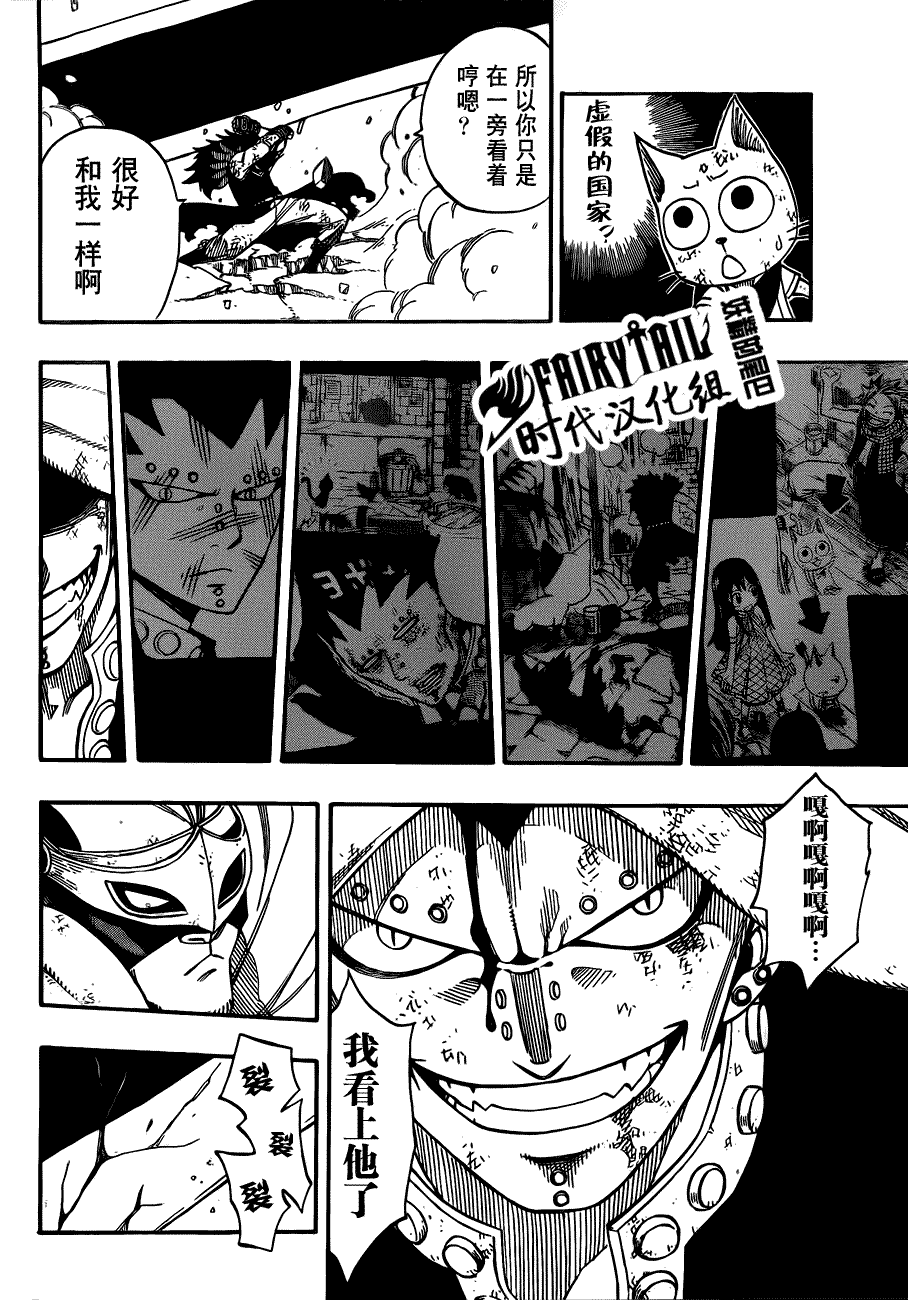 虚假的国家？
所以你只是
在一旁看着
哼嗯？
很好
和我一样啊
FAIRY TAIL
妖精的尾巴
时代汉化组
ヨボ
嘎啊嘎啊嘎啊…
我看上他了
裂
裂
裂